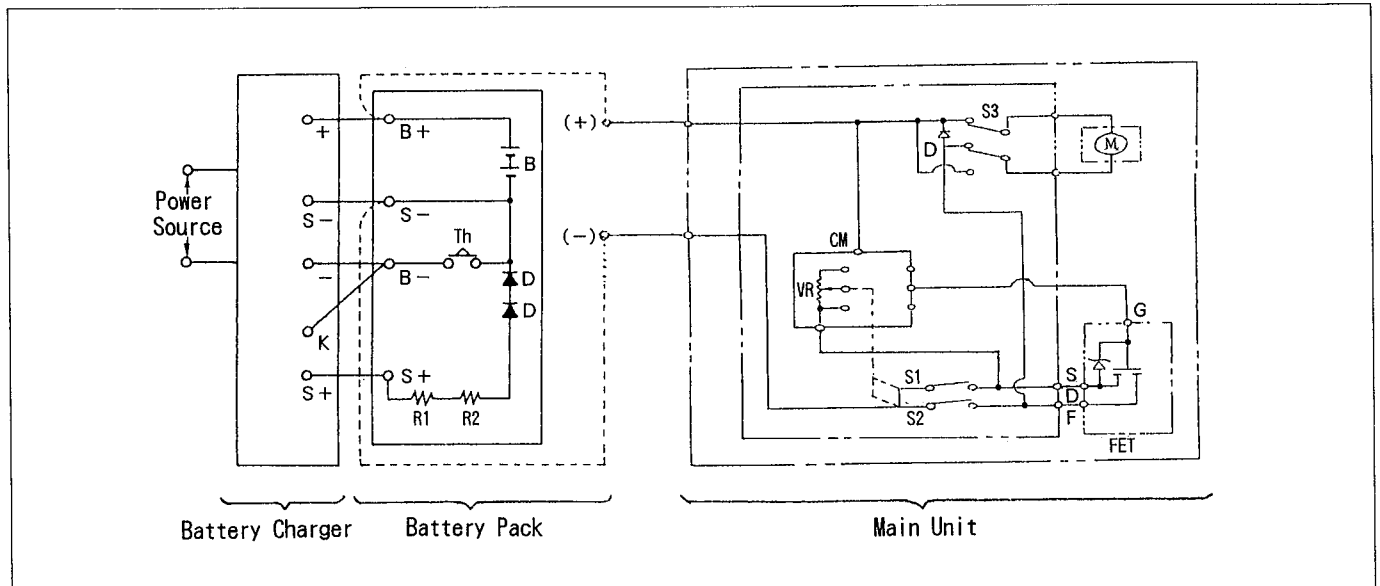 Power
Source
+
S-
-
K
S+
B+
S-
B-
S+
Th
B
D
D
R1
R2
(+)
(-)
S3
D
M
CM
VR
S1
S2
G
S
D
F
FET
Battery Charger
Battery Pack
Main Unit